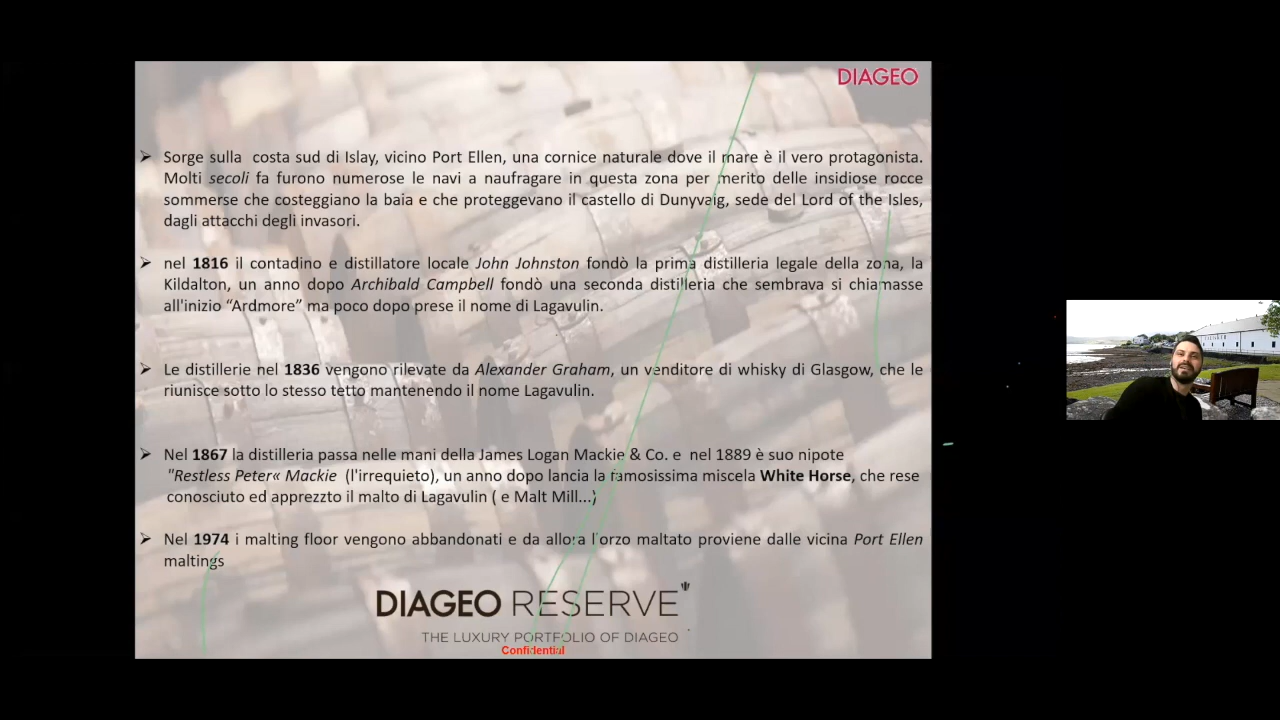 DIAGEO
➢ Sorge sulla costa sud di Islay, vicino Port Ellen, una cornice naturale dove il mare è il vero protagonista.
Molti secoli fa furono numerose le navi a naufragare in questa zona per merito delle insidiose rocce
sommerse che costeggiano la baia e che proteggevano il castello di Dunyvaig, sede del Lord of the Isles,
dagli attacchi degli invasori.
➢ nel 1816 il contadino e distillatore locale John Johnston fondò la prima distilleria legale della zona, la
Kildalton, un anno dopo Archibald Campbell fondò una seconda distilleria che sembrava si chiamasse
all'inizio “Ardmore” ma poco dopo prese il nome di Lagavulin.
➢ Le distillerie nel 1836 vengono rilevate da Alexander Graham, un venditore di whisky di Glasgow, che le
riunisce sotto lo stesso tetto mantenendo il nome Lagavulin.
➢ Nel 1867 la distilleria passa nelle mani della James Logan Mackie & Co. e nel 1889 è suo nipote
"Restless Peter« Mackie (l'irrequieto), un anno dopo lancia la famosissima miscela White Horse, che rese
conosciuto ed apprezzto il malto di Lagavulin ( e Malt Mill...)
➢ Nel 1974 i malting floor vengono abbandonati e da allora l'orzo maltato proviene dalle vicina Port Ellen
maltings
DIAGEO RESERVE
THE LUXURY PORTFOLIO OF DIAGEO
Confidential